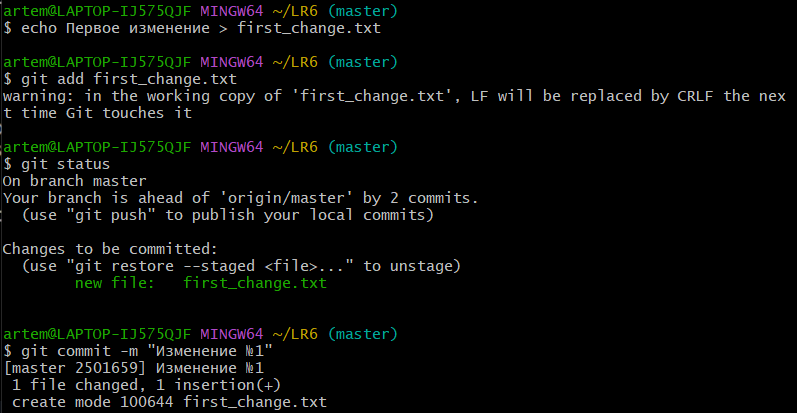 artem@LAPTOP-IJ575QJF MINGW64 ~/LR6 (master)
$ echo Первое изменение > first_change.txt
artem@LAPTOP-IJ575QJF MINGW64 ~/LR6 (master)
$ git add first_change.txt
warning: in the working copy of 'first_change.txt', LF will be replaced by CRLF the nex
t time Git touches it
artem@LAPTOP-IJ575QJF MINGW64 ~/LR6 (master)
$ git status
On branch master
Your branch is ahead of 'origin/master' by 2 commits.
  (use "git push" to publish your local commits)
Changes to be committed:
  (use "git restore --staged <file>..." to unstage)
        new file:   first_change.txt
artem@LAPTOP-IJ575QJF MINGW64 ~/LR6 (master)
$ git commit -m "Изменение №1"
[master 2501659] Изменение №1
 1 file changed, 1 insertion(+)
 create mode 100644 first_change.txt